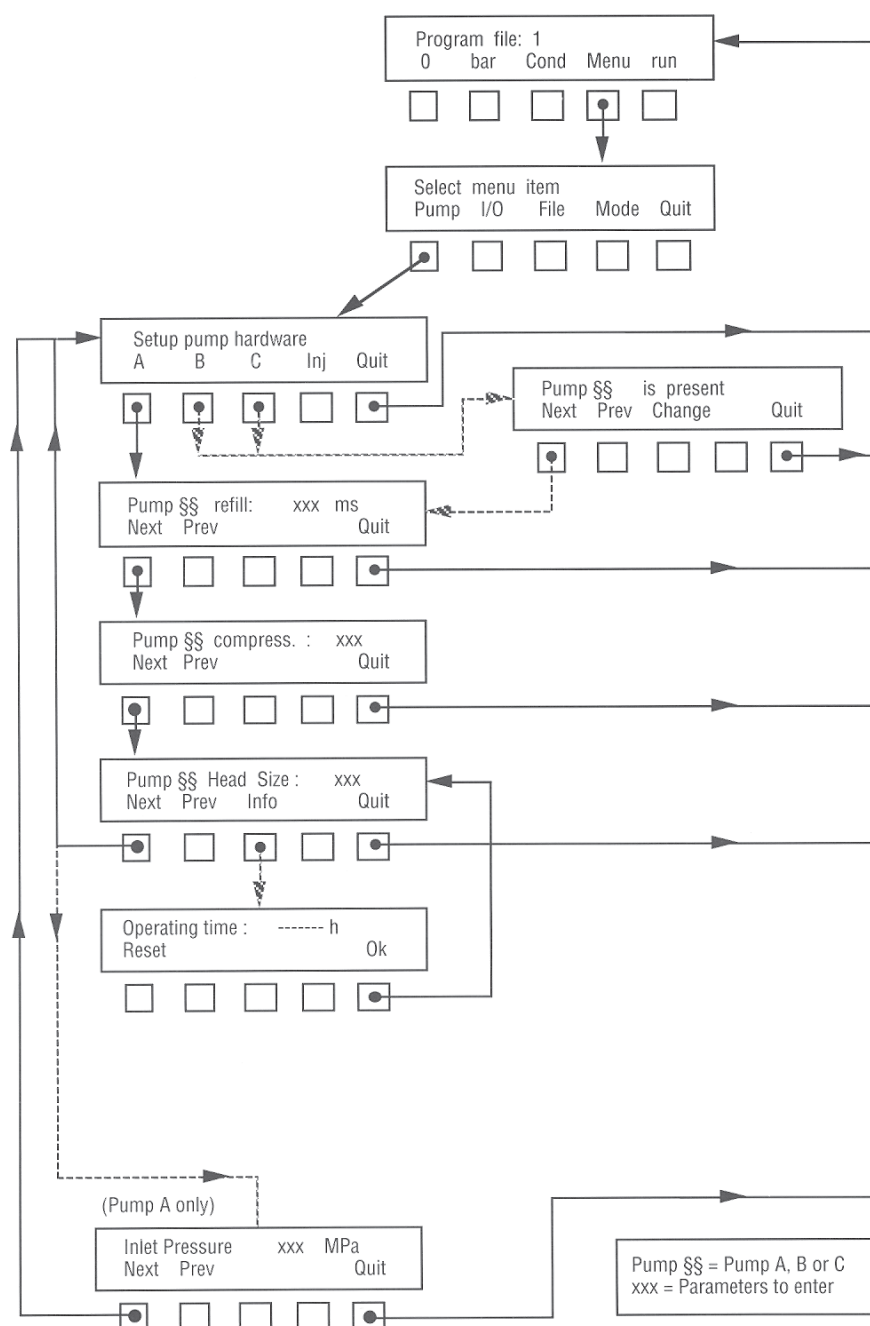 Program file: 1
0 bar Cond Menu run
Select menu item
Pump I/O File Mode Quit
Setup pump hardware
A B C Inj Quit
Pump §§ is present
Next Prev Change Quit
Pump §§ refill: xxx ms
Next Prev Quit
Pump §§ compress. : xxx
Next Prev Quit
Pump §§ Head Size : xxx
Next Prev Info Quit
Operating time : ------- h
Reset Ok
(Pump A only)
Inlet Pressure xxx MPa
Next Prev Quit
Pump §§ = Pump A, B or C
xxx = Parameters to enter